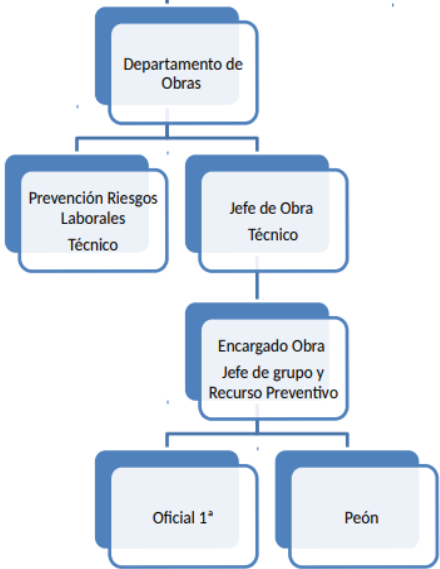 Departamento de
Obras
Prevención Riesgos
Laborales
Técnico
Jefe de Obra
Técnico
Encargado Obra
Jefe de grupo y
Recurso Preventivo
Oficial 1ª
Peón